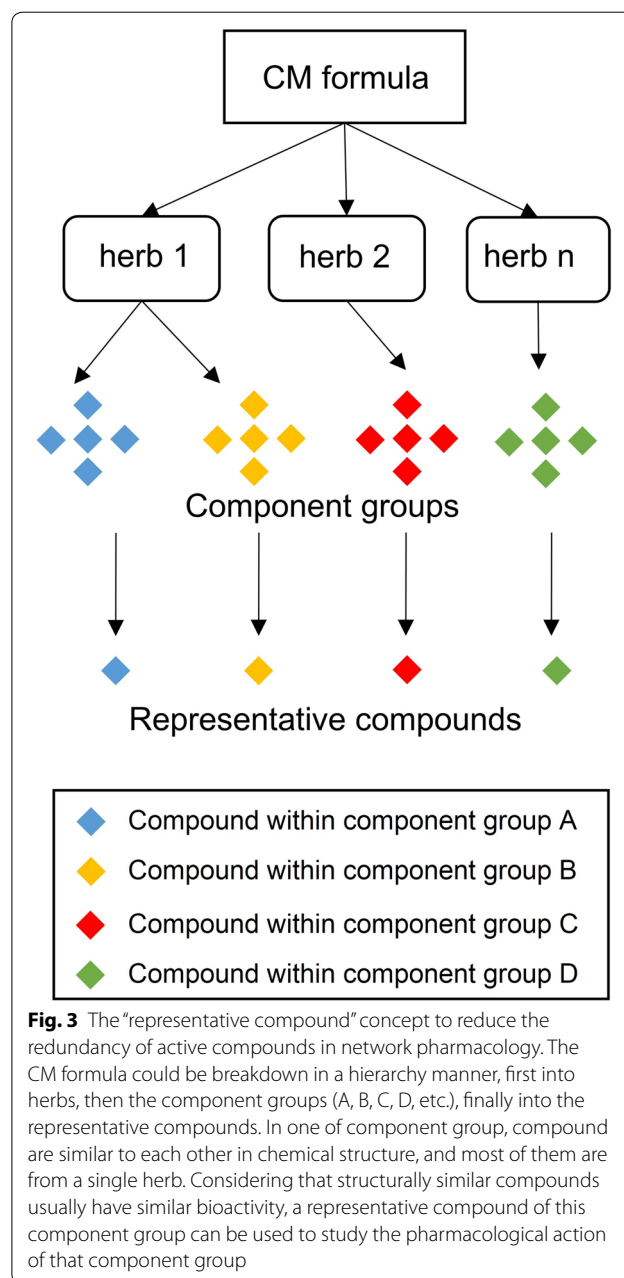 CM formula
herb 1
herb 2
herb n
Component groups
Representative compounds
Compound within component group A
Compound within component group B
Compound within component group C
Compound within component group D
Fig. 3 The "representative compound" concept to reduce the
redundancy of active compounds in network pharmacology. The
CM formula could be breakdown in a hierarchy manner, first into
herbs, then the component groups (A, B, C, D, etc.), finally into the
representative compounds. In one of component group, compound
are similar to each other in chemical structure, and most of them are
from a single herb. Considering that structurally similar compounds
usually have similar bioactivity, a representative compound of this
component group can be used to study the pharmacological action
of that component group